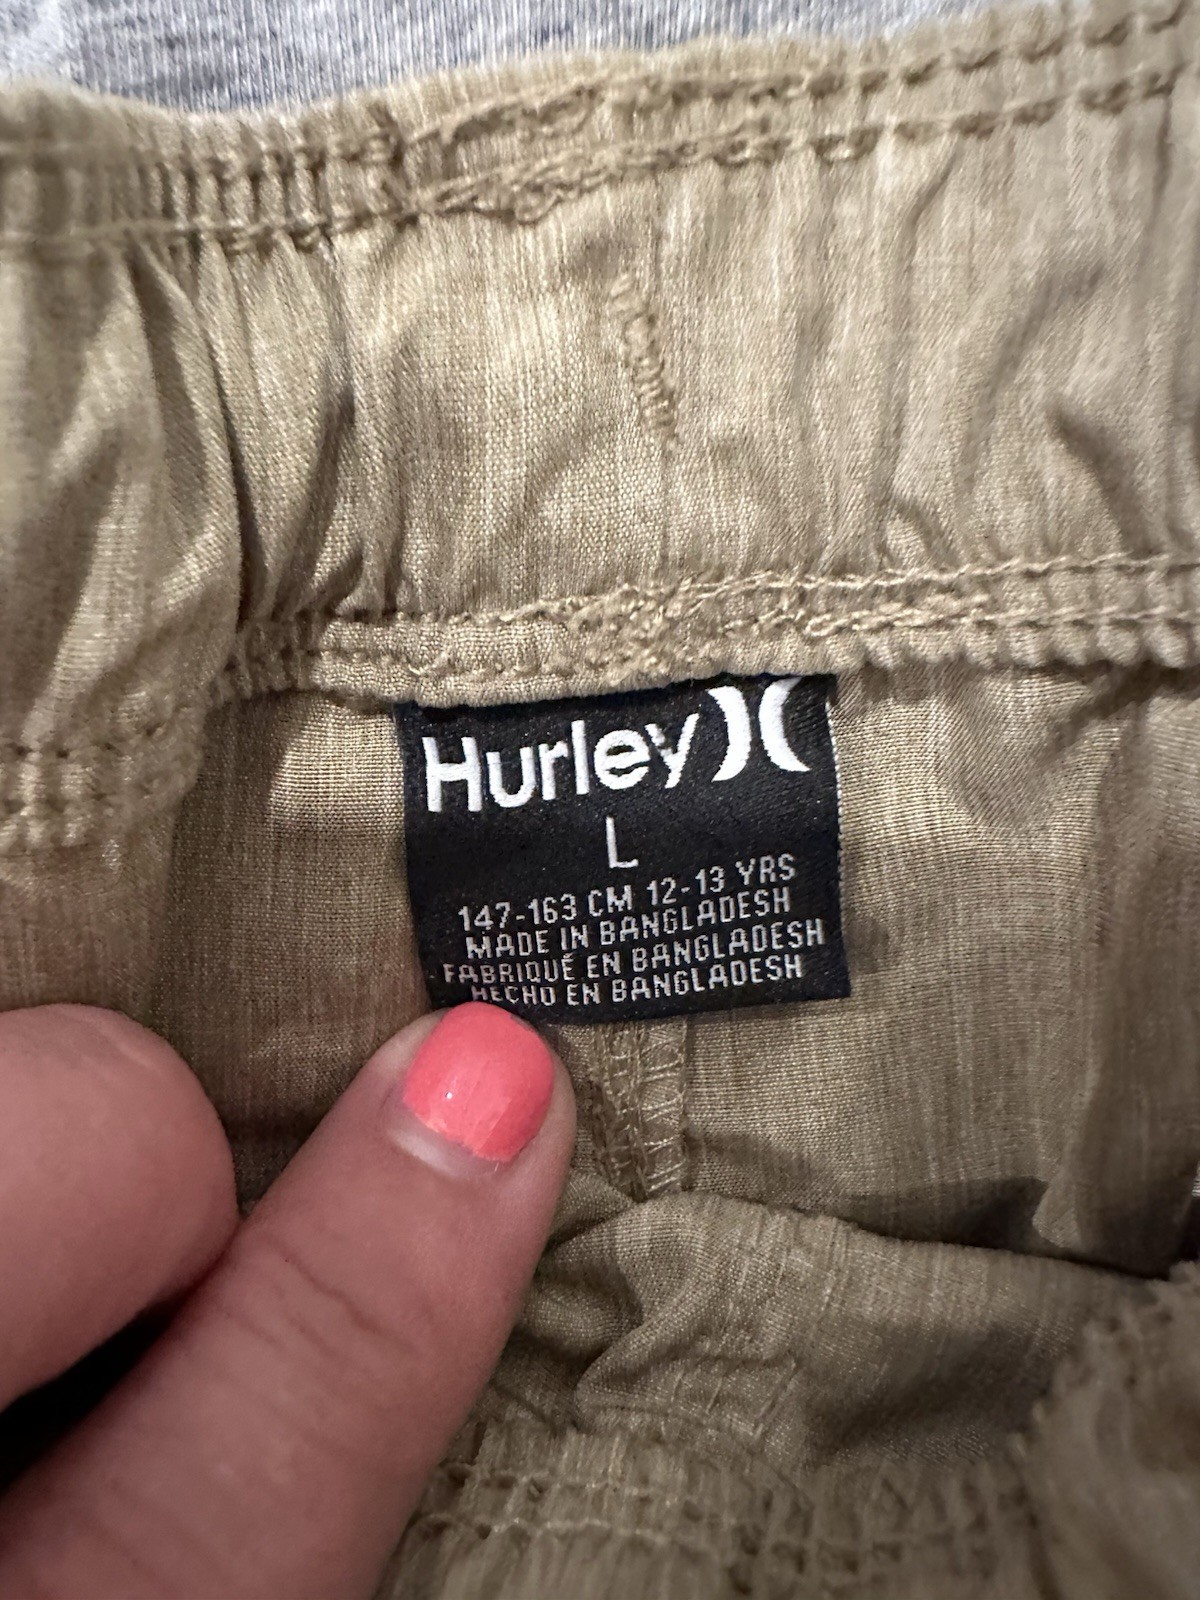 Hurley
L
147-163 CM 12-13 YRS
MADE IN BANGLADESH
FABRIQUÉ EN BANGLADESH
HECHO EN BANGLADESH